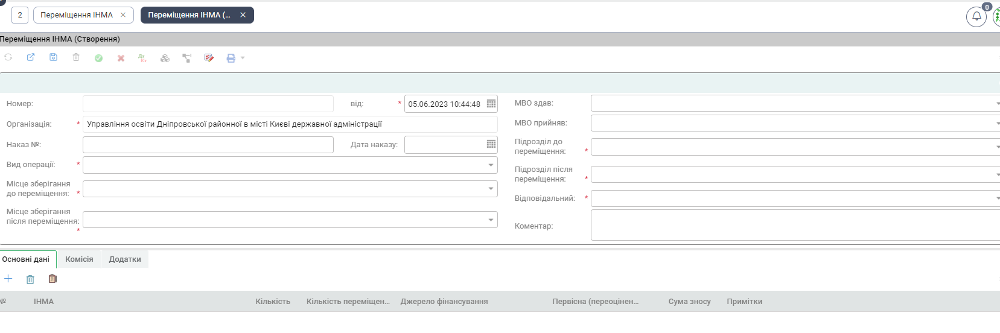 2
Переміщення ІНМА
Переміщення ІНМА (...
0
Переміщення ІНМА (Створення)
Дт
Кт
Номер:
від:
* 05.06.2023 10:44:48
Організація:
* Управління освіти Дніпровської районної в місті Києві державної адміністрації
Наказ №:
Дата наказу:
Вид операції: *
Місце зберігання
до переміщення: *
Місце зберігання
після переміщення:
*
МВО здав:
МВО прийняв:
Підрозділ до
переміщення: *
Підрозділ після
переміщення: *
Відповідальний: *
Коментар:
Основні дані
Комісія
Додатки
№
ІНМА
Кількість
Кількість переміщен...
Джерело фінансування
Первісна (переоцінен...
Сума зносу
Примітки